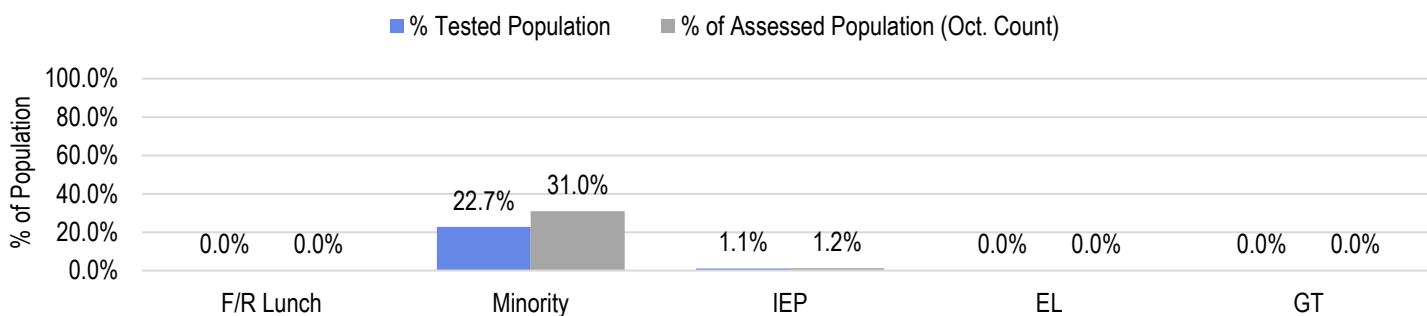 % Tested Population % of Assessed Population (Oct. Count)
% of Population
100.0%
80.0%
60.0%
40.0%
20.0%
0.0%
0.0% 0.0% 22.7% 31.0% 1.1% 1.2% 0.0% 0.0% 0.0% 0.0%
F/R Lunch Minority IEP EL GT